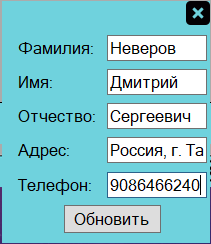 Фамилия: Неверов
Имя: Дмитрий
Отчество: Сергеевич
Адрес: Россия, г. Та
Телефон: 9086466240
Обновить